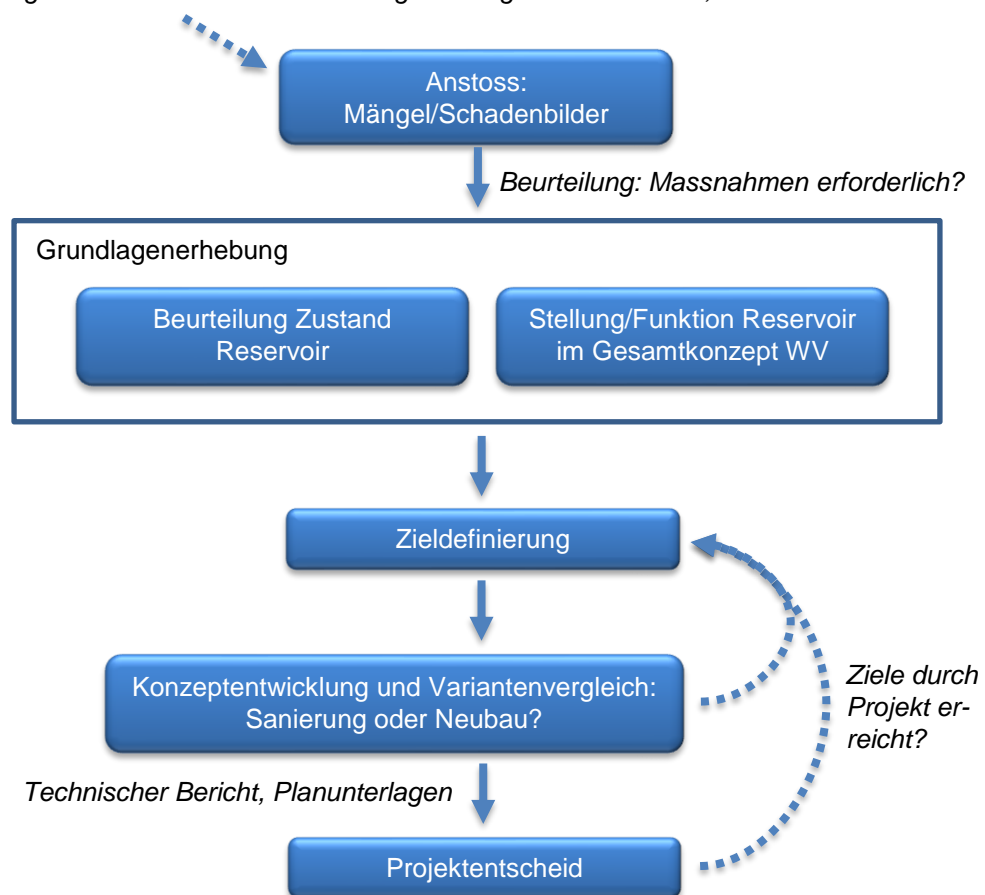 Anstoss:
Mängel/Schadenbilder
Beurteilung: Massnahmen erforderlich?
Grundlagenerhebung
Beurteilung Zustand
Reservoir
Stellung/Funktion Reservoir
im Gesamtkonzept WV
Zieldefinierung
Konzeptentwicklung und Variantenvergleich:
Sanierung oder Neubau?
Ziele durch
Projekt er-
reicht?
Technischer Bericht, Planunterlagen
Projektentscheid